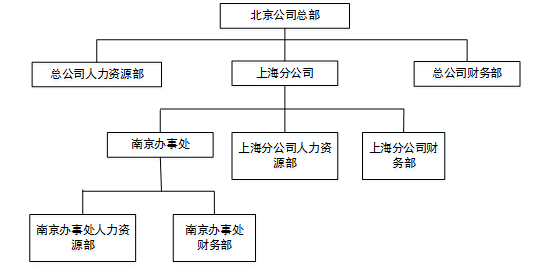 北京公司总部
总公司人力资源部
上海分公司
总公司财务部
南京办事处
上海分公司人力资
源部
上海分公司财
务部
南京办事处人力资
源部
南京办事处
财务部